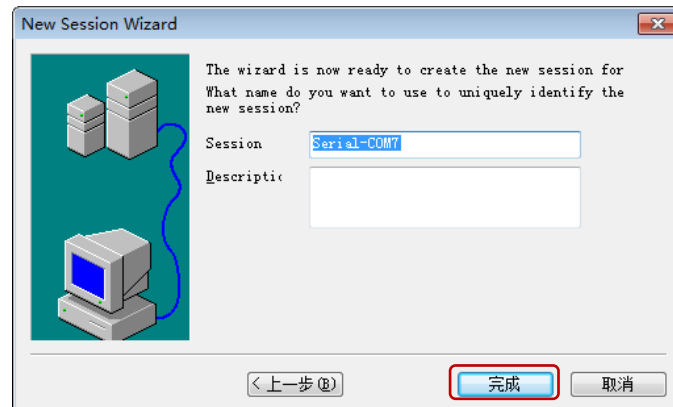 New Session Wizard
The wizard is now ready to create the new session for
What name do you want to use to uniquely identify the
new session?
Session
Serial-COM7
Descriptic
< 上一步(B)
完成
取消